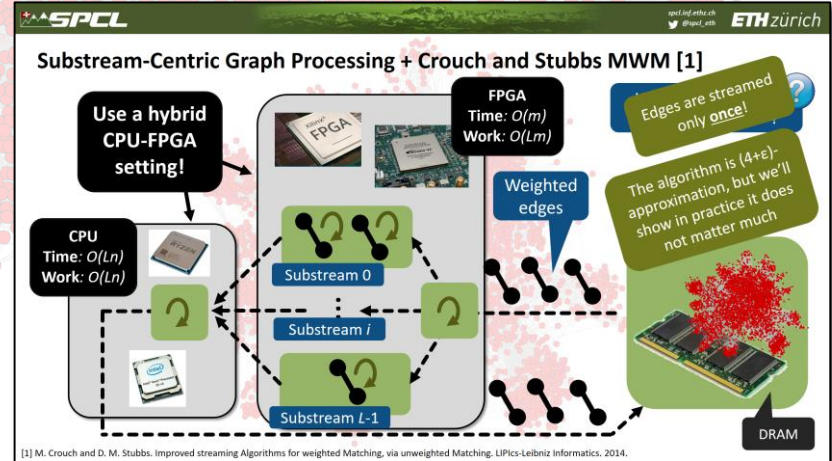 SPCL
spcl.inf.ethz.ch
@spcl_eth
ETH zürich
Substream-Centric Graph Processing + Crouch and Stubbs MWM [1]
Use a hybrid
CPU-FPGA
setting!
FPGA
Time: O(m)
Work: O(Lm)
XILINX
FPGA
Edges are streamed
only once!
?
The algorithm is (4+ε)-
approximation, but we'll
show in practice it does
not matter much
Weighted
edges
CPU
Time: O(Ln)
Work: O(Ln)
RYZEN
Substream 0
Substream i
Substream L-1
DRAM
[1] M. Crouch and D. M. Stubbs. Improved streaming Algorithms for weighted Matching, via unweighted Matching. LIPIcs-Leibniz Informatics. 2014.